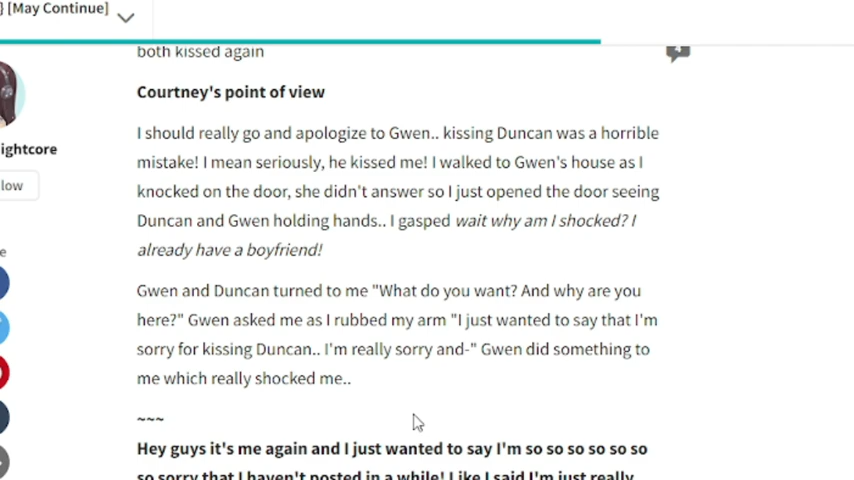 } [May Continue]
both kissed again
4
Courtney's point of view
I should really go and apologize to Gwen.. kissing Duncan was a horrible
ightcore
mistake! I mean seriously, he kissed me! I walked to Gwen's house as I
low
knocked on the door, she didn't answer so I just opened the door seeing
Duncan and Gwen holding hands.. I gasped wait why am I shocked? I
e
already have a boyfriend!
Gwen and Duncan turned to me "What do you want? And why are you
here?" Gwen asked me as I rubbed my arm "I just wanted to say that I'm
sorry for kissing Duncan.. I'm really sorry and-" Gwen did something to
me which really shocked me..
~~~
Hey guys it's me again and I just wanted to say I'm so so so so so so
so sorry that I haven't posted in a while! Like I said I'm just really